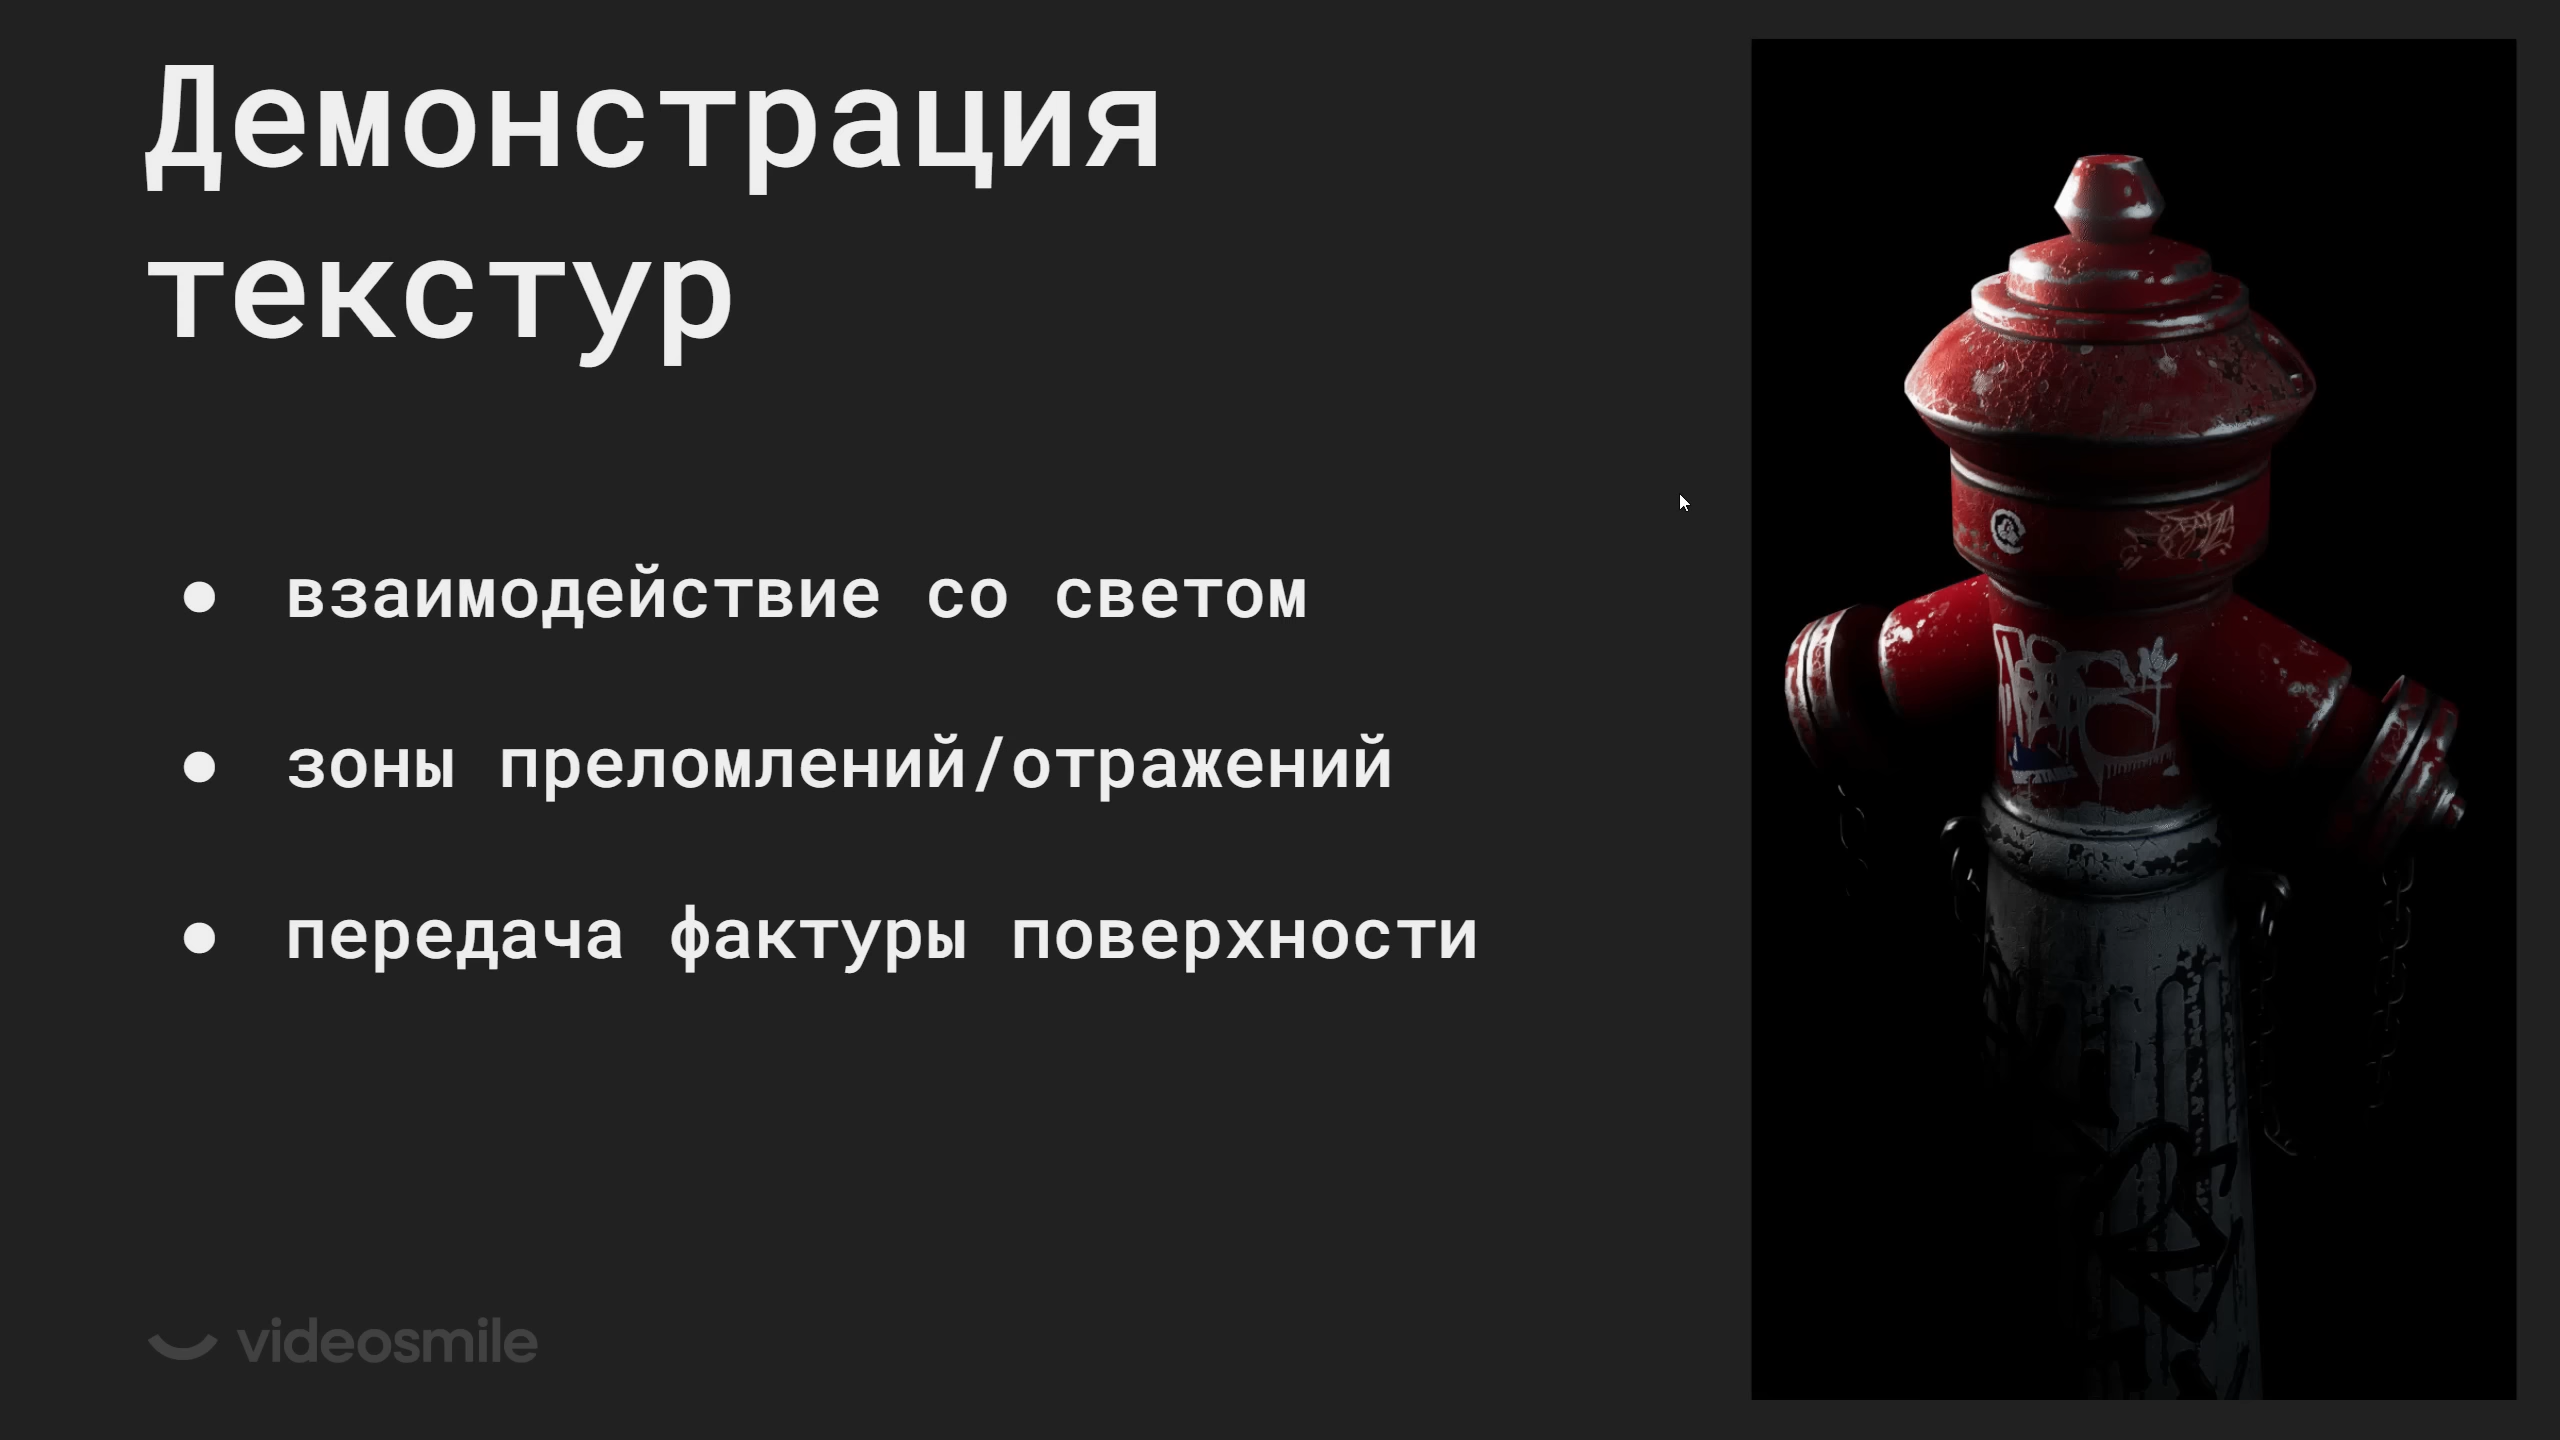 Демонстрация
текстур
● взаимодействие со светом
● зоны преломлений/отражений
● передача фактуры поверхности
videosmile